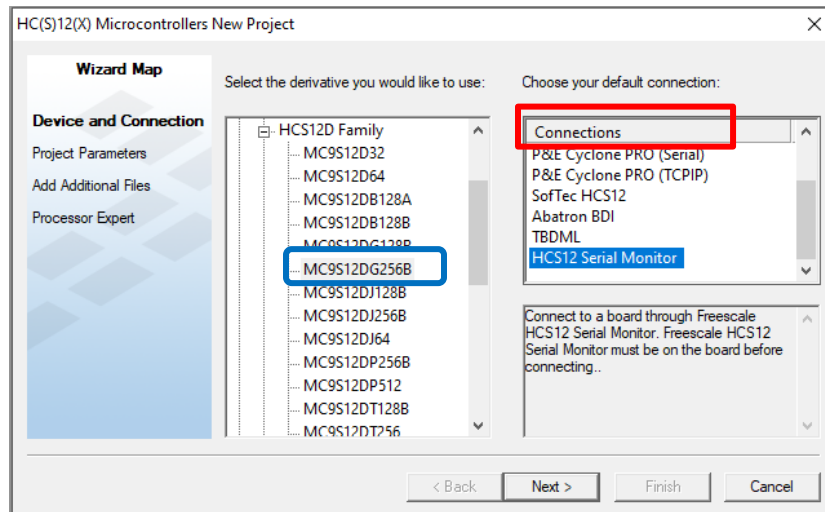 HC(S)12(X) Microcontrollers New Project
Wizard Map
Device and Connection
Project Parameters
Add Additional Files
Processor Expert
Select the derivative you would like to use:
HCS12D Family
MC9S12D32
MC9S12D64
MC9S12DB128A
MC9S12DB128B
MC9S12DG128B
MC9S12DG256B
MC9S12DJ128B
MC9S12DJ256B
MC9S12DJ64
MC9S12DP256B
MC9S12DP512
MC9S12DT128B
MC9S12DT256
Choose your default connection:
Connections
P&E Cyclone PRO (Serial)
P&E Cyclone PRO (TCPIP)
SofTec HCS12
Abatron BDI
TBDML
HCS12 Serial Monitor
Connect to a board through Freescale
HCS12 Serial Monitor. Freescale HCS12
Serial Monitor must be on the board before
connecting..
< Back
Next >
Finish
Cancel